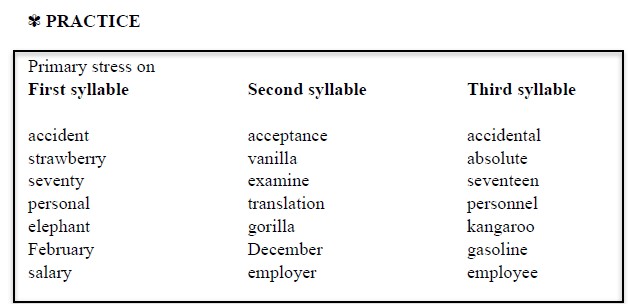 ✾ PRACTICE
Primary stress on
First syllable Second syllable Third syllable
accident acceptance accidental
strawberry vanilla absolute
seventy examine seventeen
personal translation personnel
elephant gorilla kangaroo
February December gasoline
salary employer employee